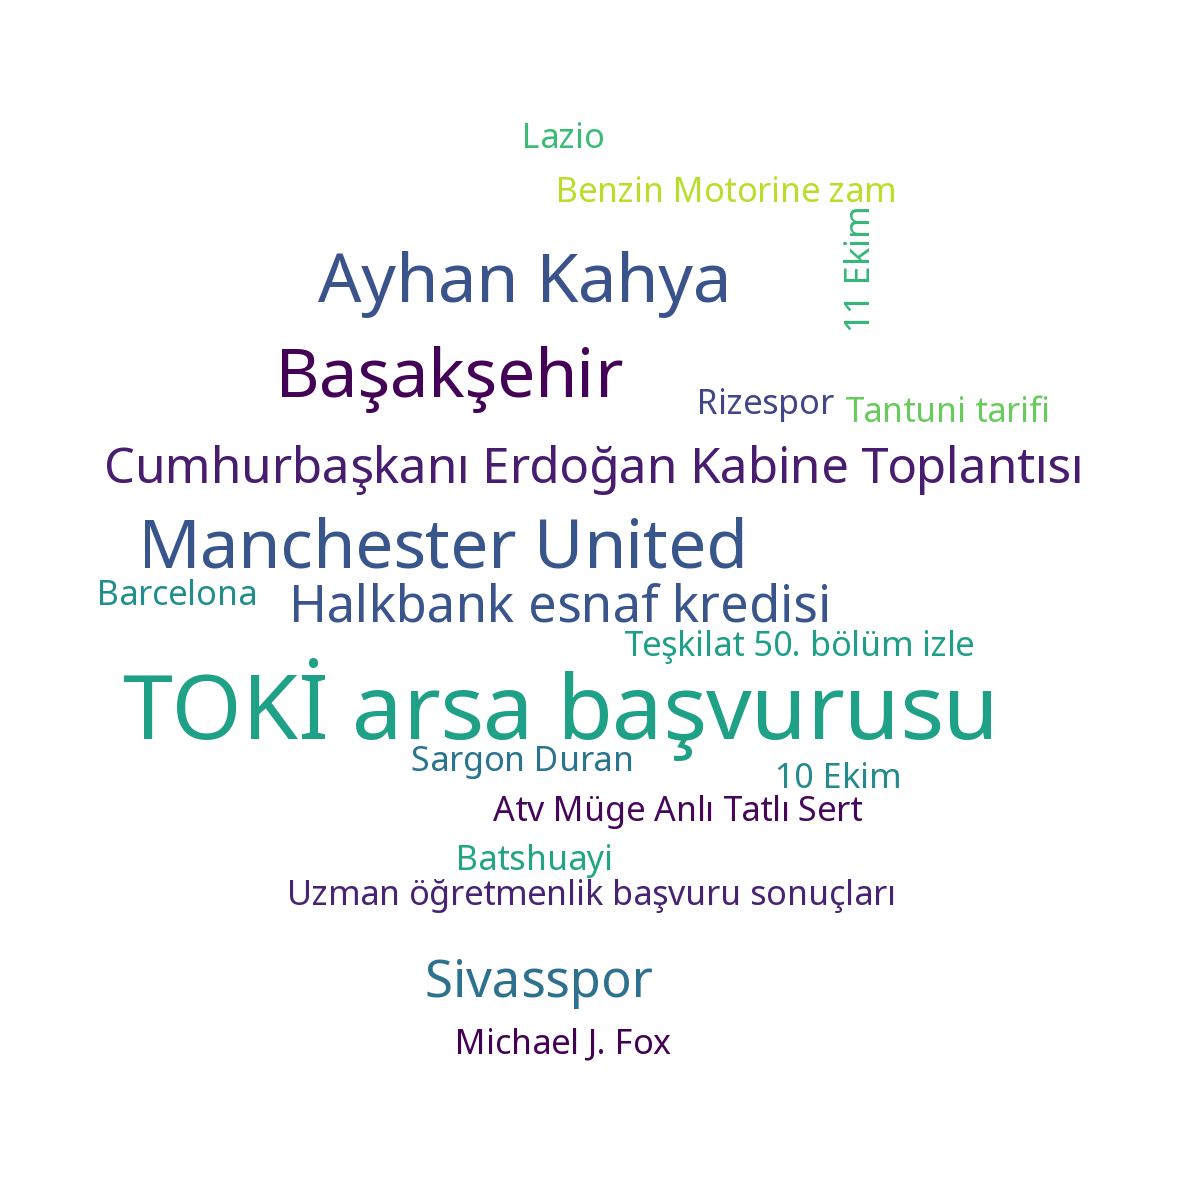 Lazio
Benzin Motorine zam
11 Ekim
Ayhan Kahya
Başakşehir
Rizespor
Tantuni tarifi
Cumhurbaşkanı Erdoğan Kabine Toplantısı
Manchester United
Barcelona
Halkbank esnaf kredisi
Teşkilat 50. bölüm izle
TOKİ arsa başvurusu
Sargon Duran
10 Ekim
Atv Müge Anlı Tatlı Sert
Batshuayi
Uzman öğretmenlik başvuru sonuçları
Sivasspor
Michael J. Fox